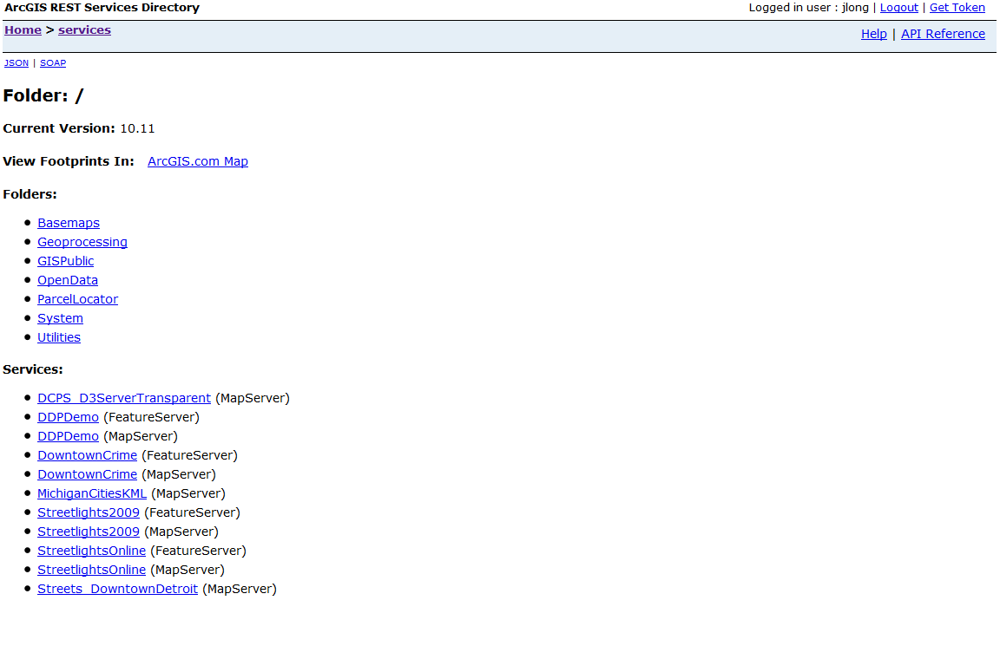 ArcGIS REST Services Directory Logged in user : jlong | Logout | Get Token
Home > services Help | API Reference
JSON | SOAP
Folder: /
Current Version: 10.11
View Footprints In: ArcGIS.com Map
Folders:
Basemaps
Geoprocessing
GISPublic
OpenData
ParcelLocator
System
Utilities
Services:
DCPS_D3ServerTransparent (MapServer)
DDPDemo (FeatureServer)
DDPDemo (MapServer)
DowntownCrime (FeatureServer)
DowntownCrime (MapServer)
MichiganCitiesKML (MapServer)
Streetlights2009 (FeatureServer)
Streetlights2009 (MapServer)
StreetlightsOnline (FeatureServer)
StreetlightsOnline (MapServer)
Streets_DowntownDetroit (MapServer)